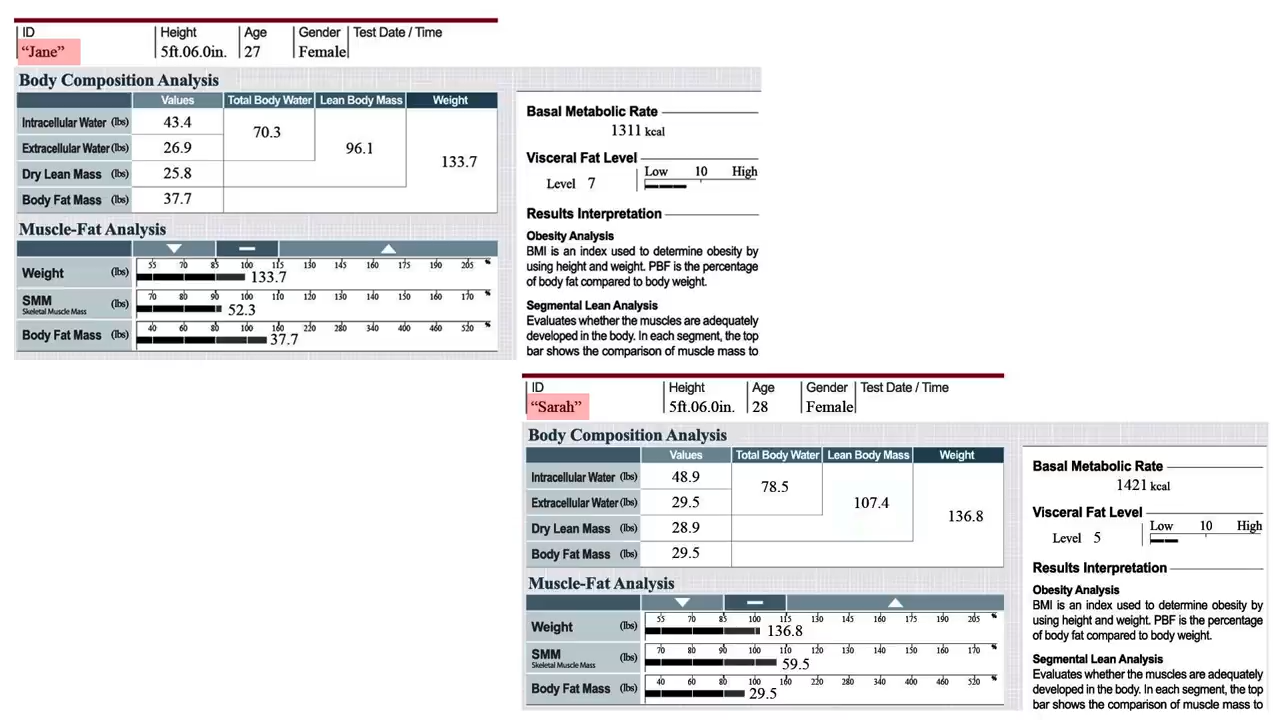 ID Height Age Gender Test Date / Time
“Jane” 5ft.06.0in. 27 Female
Body Composition Analysis
Values Total Body Water Lean Body Mass Weight
Intracellular Water (lbs) 43.4
70.3
Extracellular Water (lbs) 26.9
96.1
133.7
Dry Lean Mass (lbs) 25.8
Body Fat Mass (lbs) 37.7
Muscle-Fat Analysis
55 70 85 100 115 130 145 160 175 190 205 %
Weight (lbs) 133.7
70 80 90 100 110 120 130 140 150 160 170 %
SMM (lbs) 52.3
Skeletal Muscle Mass
40 60 80 100 160 220 280 340 400 460 520 %
Body Fat Mass (lbs) 37.7
Basal Metabolic Rate
1311 kcal
Visceral Fat Level
Low 10 High
Level 7
Results Interpretation
Obesity Analysis
BMI is an index used to determine obesity by
using height and weight. PBF is the percentage
of body fat compared to body weight.
Segmental Lean Analysis
Evaluates whether the muscles are adequately
developed in the body. In each segment, the top
bar shows the comparison of muscle mass to
ID Height Age Gender Test Date / Time
“Sarah” 5ft.06.0in. 28 Female
Body Composition Analysis
Values Total Body Water Lean Body Mass Weight
Intracellular Water (lbs) 48.9
78.5
Extracellular Water (lbs) 29.5
107.4
136.8
Dry Lean Mass (lbs) 28.9
Body Fat Mass (lbs) 29.5
Muscle-Fat Analysis
55 70 85 100 115 130 145 160 175 190 205 %
Weight (lbs) 136.8
70 80 90 100 110 120 130 140 150 160 170 %
SMM (lbs) 59.5
Skeletal Muscle Mass
40 60 80 100 160 220 280 340 400 460 520 %
Body Fat Mass (lbs) 29.5
Basal Metabolic Rate
1421 kcal
Visceral Fat Level
Low 10 High
Level 5
Results Interpretation
Obesity Analysis
BMI is an index used to determine obesity by
using height and weight. PBF is the percentage
of body fat compared to body weight.
Segmental Lean Analysis
Evaluates whether the muscles are adequately
developed in the body. In each segment, the top
bar shows the comparison of muscle mass to